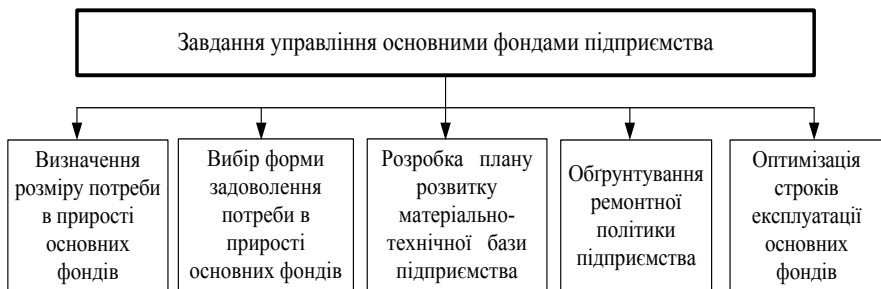 Завдання управління основними фондами підприємства
Визначення
розміру потреби
в прирості
основних
фондів
Вибір форми
задоволення
потреби в
прирості
основних фондів
Розробка плану
розвитку
матеріально-
технічної бази
підприємства
Обґрунтування
ремонтної
політики
підприємства
Оптимізація
строків
експлуатації
основних
фондів